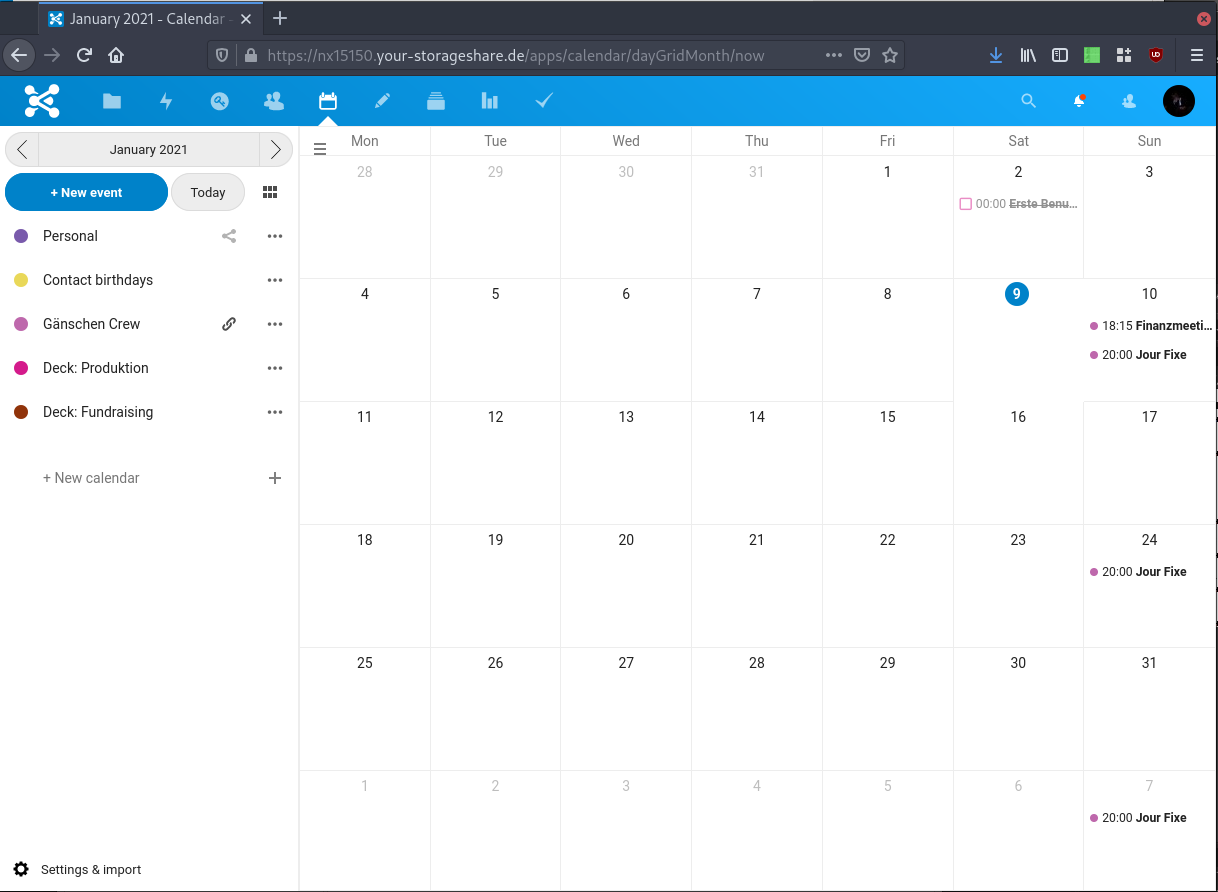 January 2021 - Calendar -
https://nx15150.your-storageshare.de/apps/calendar/dayGridMonth/now
January 2021
+ New event
Today
Personal
Contact birthdays
Gänschen Crew
Deck: Produktion
Deck: Fundraising
+ New calendar
Settings & import
Mon Tue Wed Thu Fri Sat Sun
28 29 30 31 1 2 3
00:00 Erste Benu...
4 5 6 7 8 9 10
18:15 Finanzmeeti...
20:00 Jour Fixe
11 12 13 14 15 16 17
18 19 20 21 22 23 24
20:00 Jour Fixe
25 26 27 28 29 30 31
1 2 3 4 5 6 7
20:00 Jour Fixe